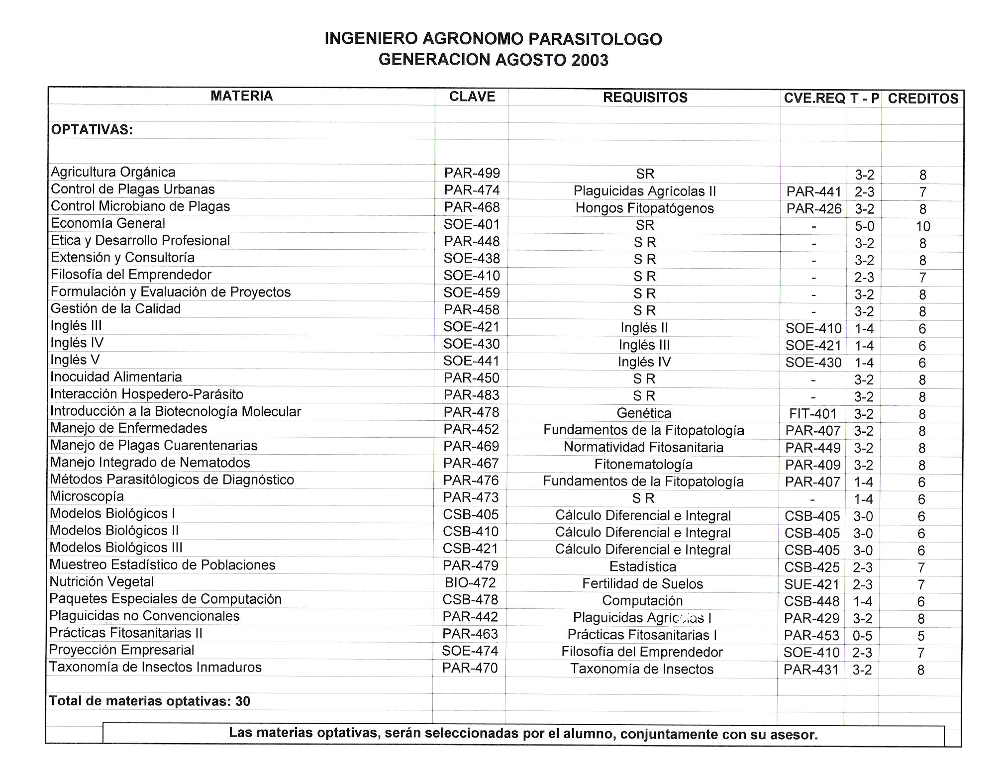 INGENIERO AGRONOMO PARASITOLOGO
GENERACION AGOSTO 2003
MATERIA CLAVE REQUISITOS CVE.REQ T - P CREDITOS
OPTATIVAS:
Agricultura Orgánica PAR-499 SR 3-2 8
Control de Plagas Urbanas PAR-474 Plaguicidas Agrícolas II PAR-441 2-3 7
Control Microbiano de Plagas PAR-468 Hongos Fitopatógenos PAR-426 3-2 8
Economía General SOE-401 SR - 5-0 10
Etica y Desarrollo Profesional PAR-448 S R - 3-2 8
Extensión y Consultoría SOE-438 S R - 3-2 8
Filosofía del Emprendedor SOE-410 S R - 2-3 7
Formulación y Evaluación de Proyectos SOE-459 S R - 3-2 8
Gestión de la Calidad PAR-458 S R - 3-2 8
Inglés III SOE-421 Inglés II SOE-410 1-4 6
Inglés IV SOE-430 Inglés III SOE-421 1-4 6
Inglés V SOE-441 Inglés IV SOE-430 1-4 6
Inocuidad Alimentaria PAR-450 S R - 3-2 8
Interacción Hospedero-Parásito PAR-483 S R - 3-2 8
Introducción a la Biotecnología Molecular PAR-478 Genética FIT-401 3-2 8
Manejo de Enfermedades PAR-452 Fundamentos de la Fitopatología PAR-407 3-2 8
Manejo de Plagas Cuarentenarias PAR-469 Normatividad Fitosanitaria PAR-449 3-2 8
Manejo Integrado de Nematodos PAR-467 Fitonematología PAR-409 3-2 8
Métodos Parasitólogicos de Diagnóstico PAR-476 Fundamentos de la Fitopatología PAR-407 1-4 6
Microscopía PAR-473 S R - 1-4 6
Modelos Biológicos I CSB-405 Cálculo Diferencial e Integral CSB-405 3-0 6
Modelos Biológicos II CSB-410 Cálculo Diferencial e Integral CSB-405 3-0 6
Modelos Biológicos III CSB-421 Cálculo Diferencial e Integral CSB-405 3-0 6
Muestreo Estadístico de Poblaciones PAR-479 Estadística CSB-425 2-3 7
Nutrición Vegetal BIO-472 Fertilidad de Suelos SUE-421 2-3 7
Paquetes Especiales de Computación CSB-478 Computación CSB-448 1-4 6
Plaguicidas no Convencionales PAR-442 Plaguicidas Agrícolas I PAR-429 3-2 8
Prácticas Fitosanitarias II PAR-463 Prácticas Fitosanitarias I PAR-453 0-5 5
Proyección Empresarial SOE-474 Filosofía del Emprendedor SOE-410 2-3 7
Taxonomía de Insectos Inmaduros PAR-470 Taxonomía de Insectos PAR-431 3-2 8
Total de materias optativas: 30
Las materias optativas, serán seleccionadas por el alumno, conjuntamente con su asesor.